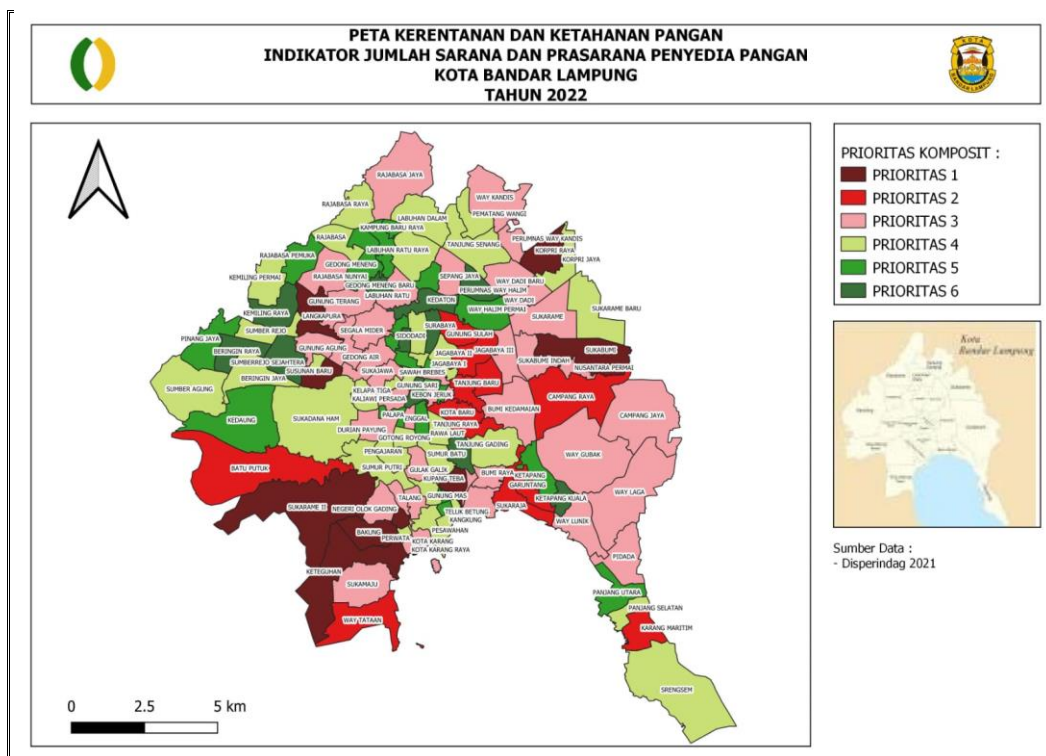 PETA KERENTANAN DAN KETAHANAN PANGAN
INDIKATOR JUMLAH SARANA DAN PRASARANA PENYEDIA PANGAN
KOTA BANDAR LAMPUNG
TAHUN 2022
KOTA
BANDAR LAMPUNG
RAJABASA JAYA
WAY KANDIS
RAJABASA RAYA
PEMATANG WANGI
LABUHAN DALAM
KAMPUNG BARU RAYA
RAJABASA
PERUMNAS WAY KANDIS
TANJUNG SENANG
LABUHAN RATU RAYA
KORPRI RAYA
RAJABASA PEMUKA
KORPRI JAYA
GEDONG MENENG
KEMILING PERMAI
RAJABASA NUNYAI
SEPANG JAYA
WAY DADI BARU
GEDONG MENENG BARU
PERUMNAS WAY HALIM
LABUHAN RATU
GUNUNG TERANG
KEDATON
WAY DADI
SUKARAME BARU
KEMILING RAYA
WAY HALIM PERMAI
LANGKAPURA
SUKARAME
SURABAYA
SUMBER REJO
SEGALA MIDER
SIDODADI
GUNUNG SULAH
PINANG JAYA
GUNUNG AGUNG
BERINGIN RAYA
JAGABAYA II
JAGABAYA III
SUKABUMI
GEDONG AIR
SUKABUMI INDAH
SUMBERREJO SEJAHTERA
JAGABAYA I
NUSANTARA PERMAI
SUSUNAN BARU
SUKAJAWA
SAWAH BREBES
BERINGIN JAYA
TANJUNG BARU
SUMBER AGUNG
GUNUNG SARI
KELAPA TIGA
KEBON JERUK
CAMPANG RAYA
KALIAWI PERSADA
BUMI KEDAMAIAN
KOTA BARU
PALAPA
ENGGAL
CAMPANG JAYA
KEDAUNG
SUKADANA HAM
TANJUNG RAYA
DURIAN PAYUNG
RAWA LAUT
GOTONG ROYONG
TANJUNG GADING
PENGAJARAN
SUMUR BATU
WAY GUBAK
BATU PUTUK
SUMUR PUTRI
GULAK GALIK
BUMI RAYA
KETAPANG
KUPANG TEBA
GARUNTANG
WAY LAGA
TALANG
GUNUNG MAS
KETAPANG KUALA
SUKARAME II
NEGERI OLOK GADING
SUKARAJA
TELUK BETUNG
KANGKUNG
WAY LUNIK
BAKUNG
PESAWAHAN
PERWATA
KOTA KARANG
KOTA KARANG RAYA
PIDADA
KETEGUHAN
SUKAMAJU
PANJANG UTARA
PANJANG SELATAN
WAY TATAAN
KARANG MARITIM
SRENGSEM
0 2.5 5 km
PRIORITAS KOMPOSIT :
PRIORITAS 1
PRIORITAS 2
PRIORITAS 3
PRIORITAS 4
PRIORITAS 5
PRIORITAS 6
Kota
Bandar Lampung
Sumber Data :
- Disperindag 2021